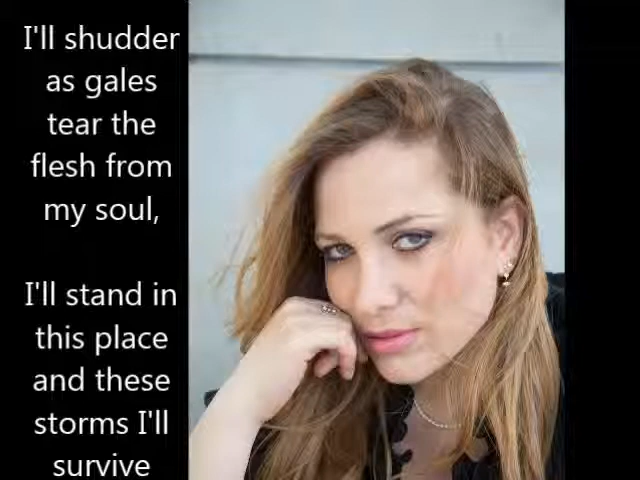 I'll shudder
as gales
tear the
flesh from
my soul,
I'll stand in
this place
and these
storms I'll
survive